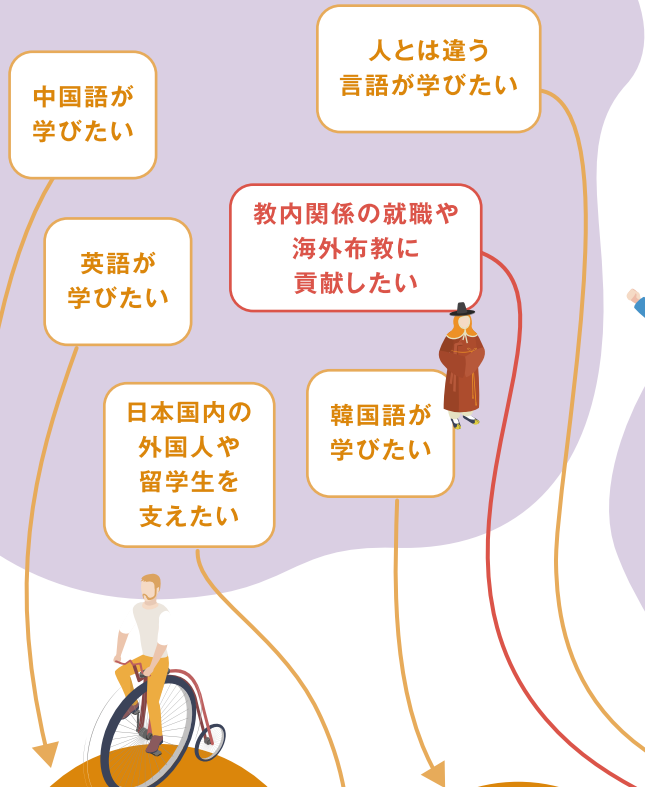 人とは違う
言語が学びたい
中国語が
学びたい
教内関係の就職や
海外布教に
貢献したい
英語が
学びたい
韓国語が
学びたい
日本国内の
外国人や
留学生を
支えたい